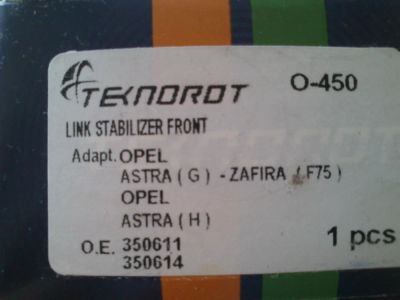 TEKNOROT O-450
LINK STABILIZER FRONT
Adapt. OPEL
ASTRA ( G ) - ZAFIRA ( F75 )
OPEL
ASTRA ( H )
O.E. 350611
350614
1 pcs